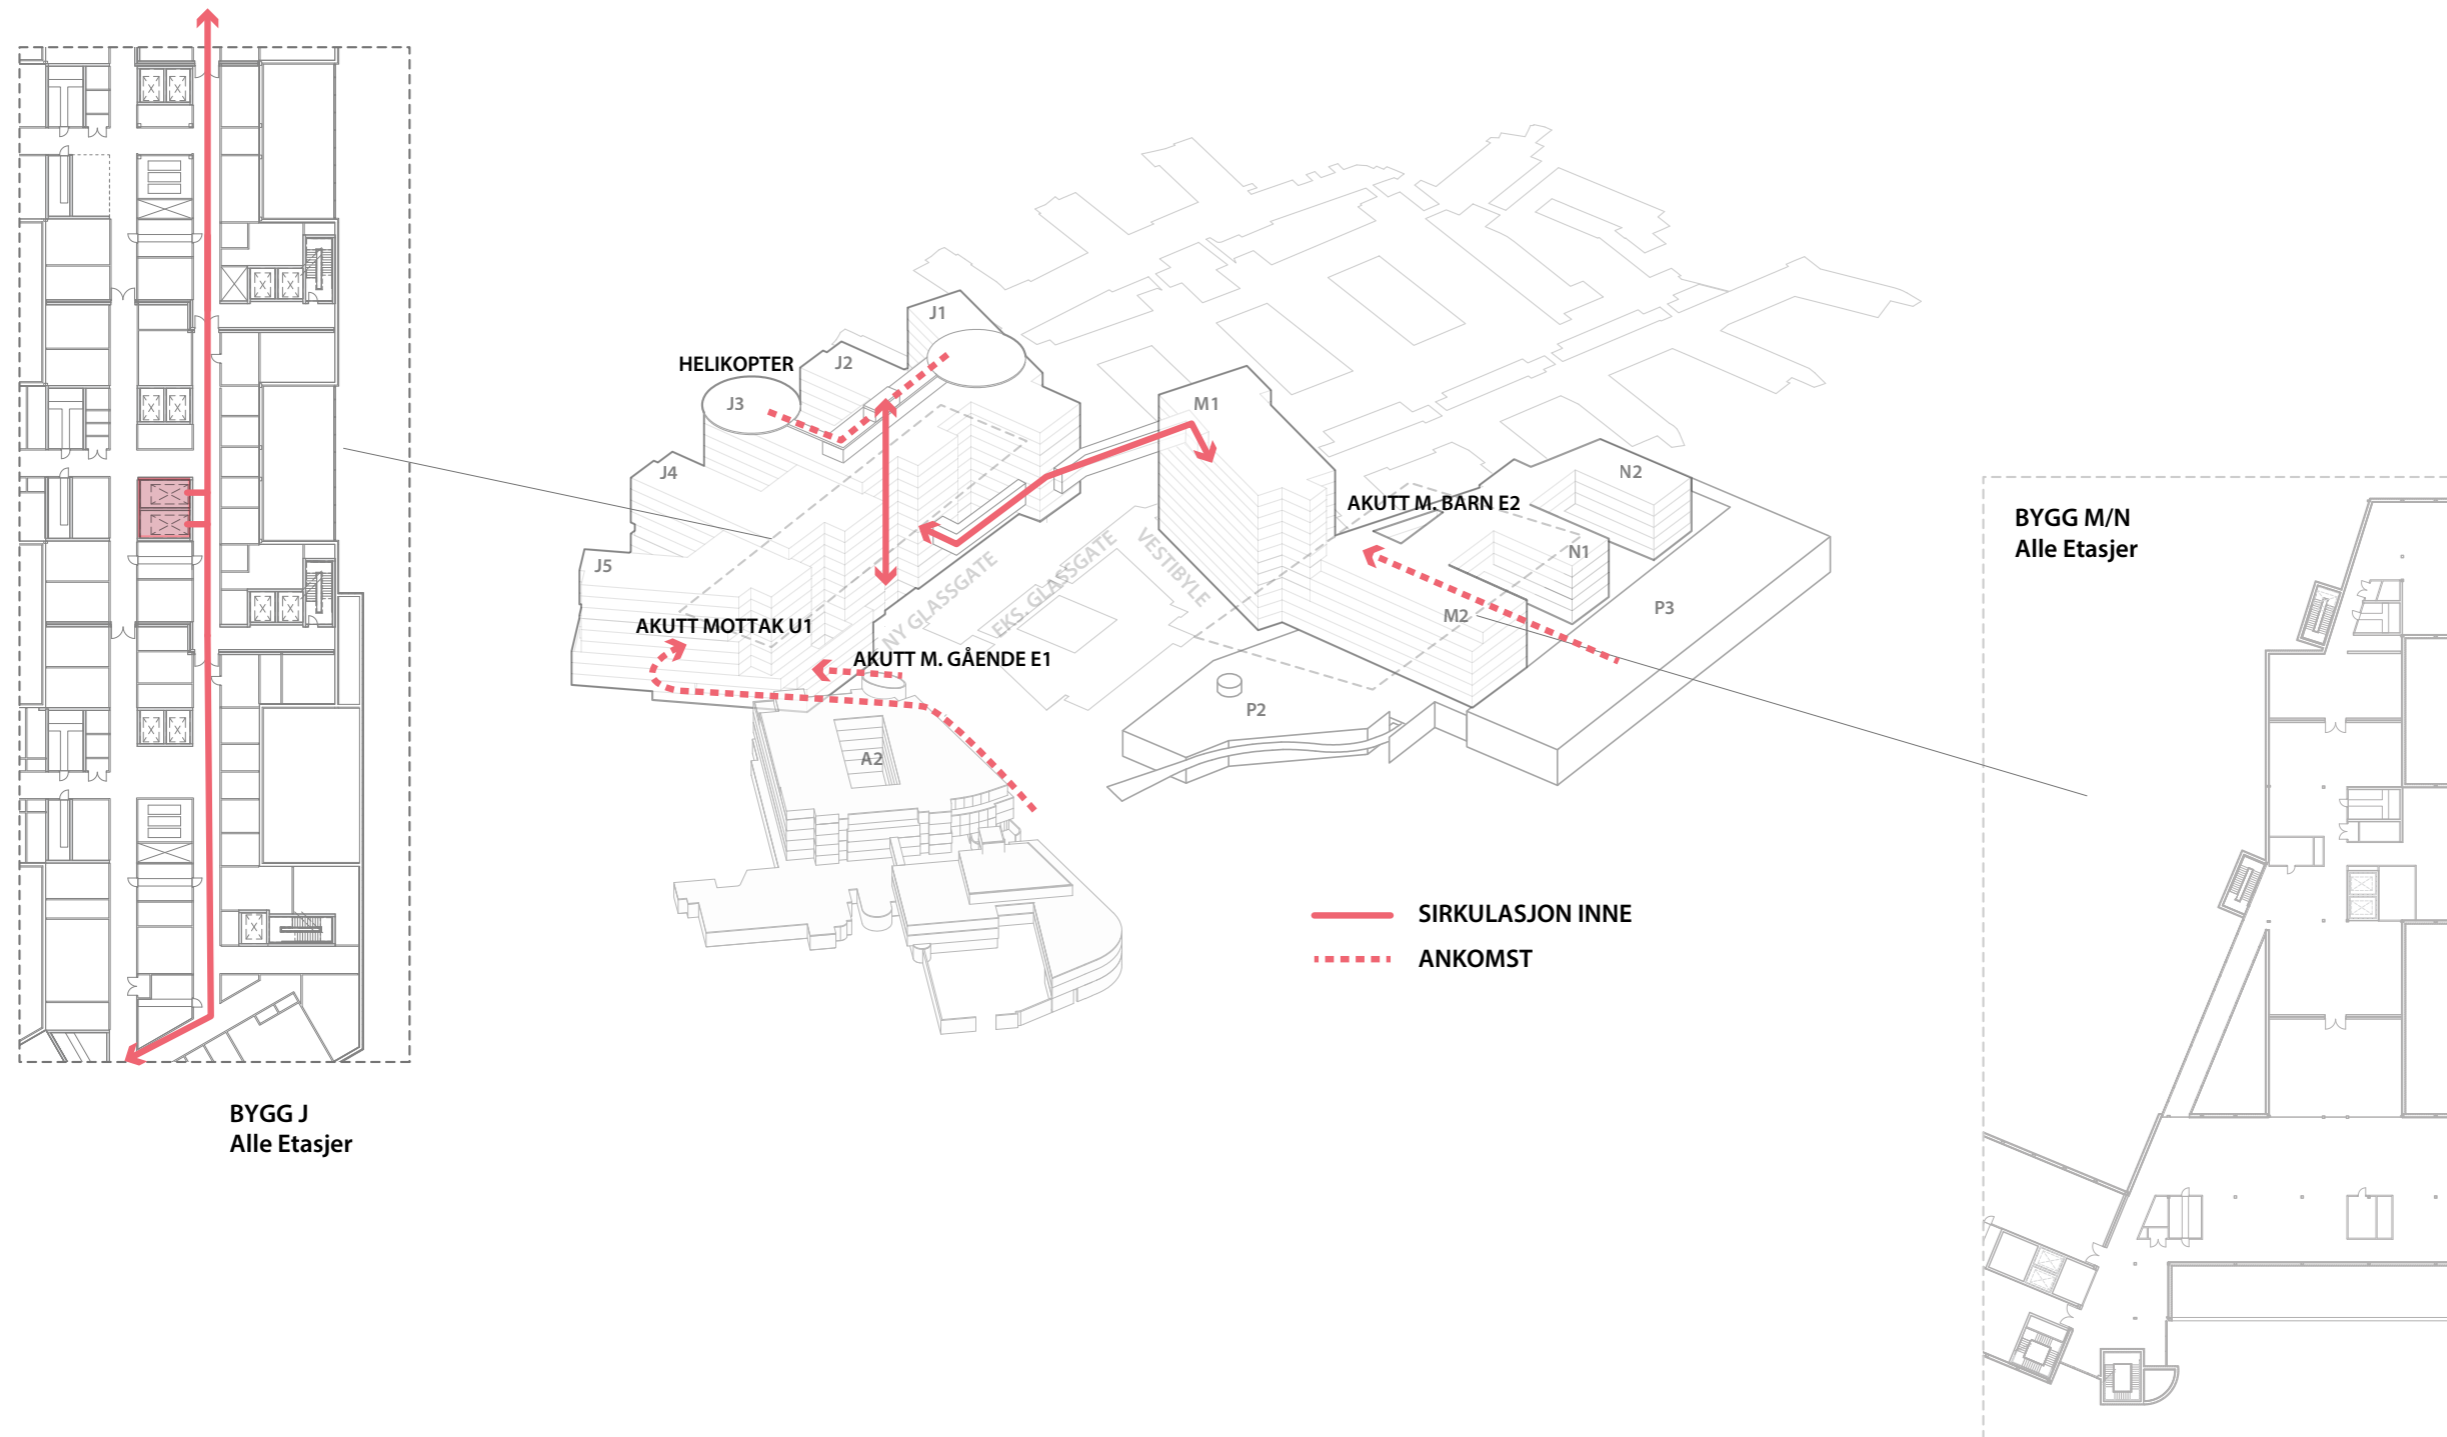 J1
HELIKOPTER
J2
J3
M1
J4
N2
AKUTT M. BARN E2
BYGG M/N
Alle Etasjer
NY GLASSGATE
EKS. GLASSGATE
VESTIBYLE
N1
J5
P3
M2
AKUTT MOTTAK U1
AKUTT M. GÅENDE E1
P2
A2
SIRKULASJON INNE
ANKOMST
BYGG J
Alle Etasjer